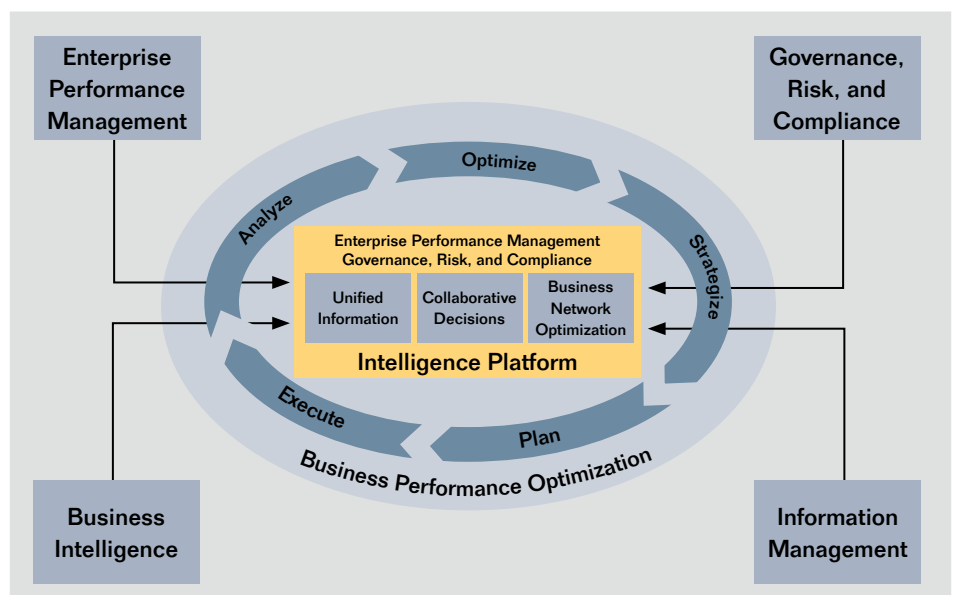 Enterprise
Performance
Management
Governance,
Risk, and
Compliance
Optimize
Analyze
Strategize
Enterprise Performance Management
Governance, Risk, and Compliance
Unified
Information
Collaborative
Decisions
Business
Network
Optimization
Intelligence Platform
Execute
Plan
Business Performance Optimization
Business
Intelligence
Information
Management